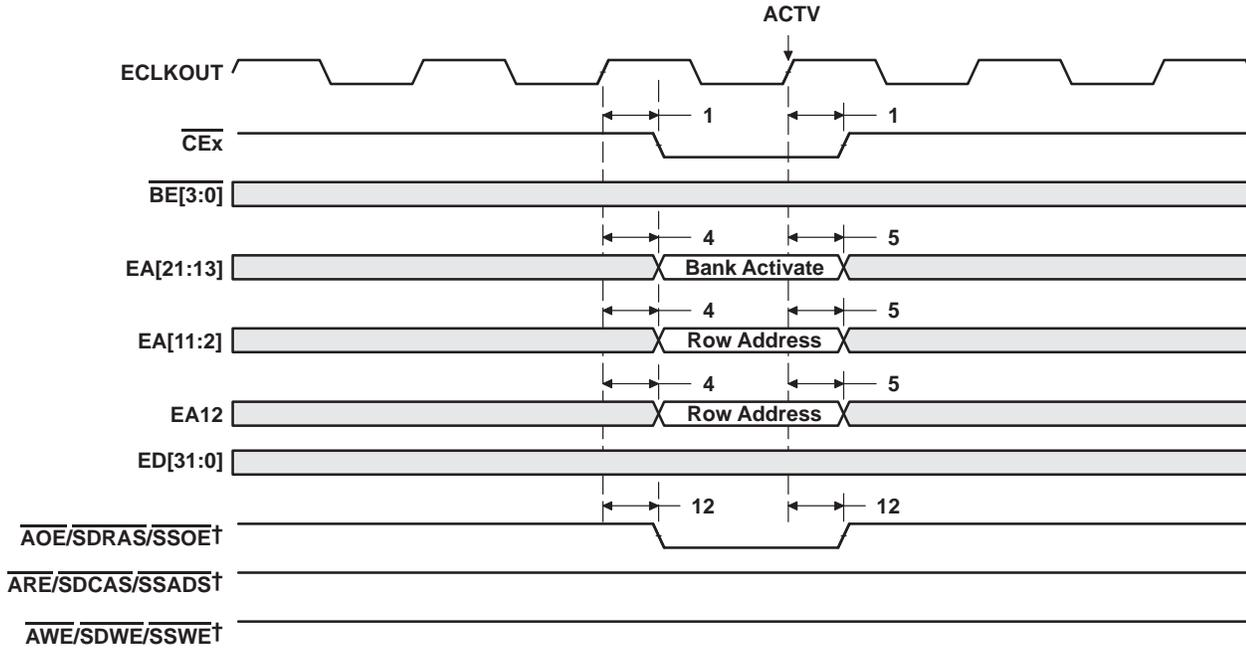 ACTV
ECLKOUT
1 1
CEx
BE[3:0]
4 5
EA[21:13] Bank Activate
4 5
EA[11:2] Row Address
4 5
EA12 Row Address
ED[31:0]
12 12
AOE/SDRAS/SSOE†
ARE/SDCAS/SSADS†
AWE/SDWE/SSWE†